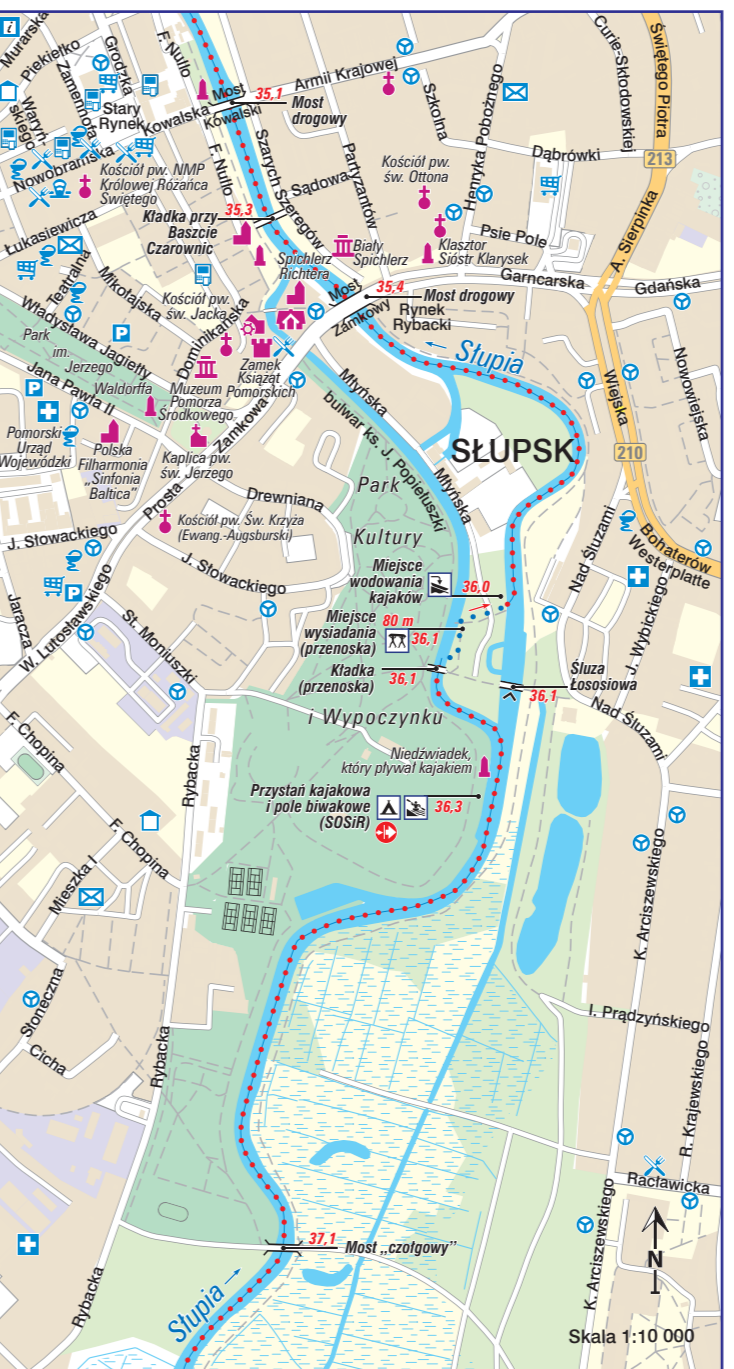 i
Murarska
Piekiełko
Grodzka
Zamenhofa
F. Nullo
Waryń-
skiego
Stary
Rynek
Kowalska
Most
Kowalski
35,1
Most
drogowy
Armii Krajowej
Curie-Skłodowskiej
Świętego Piotra
Szkolna
Henryka Pobożnego
Dąbrówki
213
Nowobramska
Kościół pw. NMP
Królowej Różańca
Świętego
F. Nullo
Szarych Szeregów
Sądowa
Partyzantów
Kościół pw.
św. Ottona
Łukasiewicza
Kładka przy
Baszcie
Czarownic
35,3
Biały
Spichlerz
Klasztor
Sióstr Klarysek
Psie Pole
A. Sierpinka
Teatralna
Mikołajska
Spichlerz
Richtera
Garncarska
Gdańska
Kościół pw.
św. Jacka
Most
Zamkowy
35,4
Most drogowy
Rynek
Rybacki
Władysława Jagiełły
P
Park
im.
Jerzego
Waldorffa
Dominikańska
Słupia
Jana Pawła II
P
Muzeum
Pomorza
Środkowego
Zamek
Książąt
Pomorskich
Młyńska
Wiejska
Nowowiejska
Pomorski
Urząd
Wojewódzki
Polska
Filharmonia
„Sinfonia
Baltica”
Kaplica pw.
św. Jerzego
Zamkowa
bulwar ks. J. Popiełuszki
Młyńska
SŁUPSK
210
Prosta
Drewniana
Park
Kultury
i Wypoczynku
Kościół pw. Św. Krzyża
(Ewang.-Augsburski)
J. Słowackiego
J. Słowackiego
Bohaterów
Westerplatte
Nad Śluzami
Miejsce
wodowania
kajaków
36,0
P
Jaracza
W. Lutosławskiego
St. Moniuszki
Miejsce
wysiadania
(przenoska)
80 m
36,1
J. Wybickiego
Kładka
(przenoska)
36,1
Śluza
Łososiowa
36,1
Nad Śluzami
F. Chopina
Rybacka
Niedźwiadek,
który pływał kajakiem
Przystań kajakowa
i pole biwakowe
(SOSiR)
36,3
F. Chopina
Mieszka I
K. Arciszewskiego
Słoneczna
Cicha
Rybacka
I. Prądzyńskiego
R. Krajewskiego
Racławicka
37,1
Most „czołgowy”
K. Arciszewskiego
N
Rybacka
Słupia
Skala 1:10 000